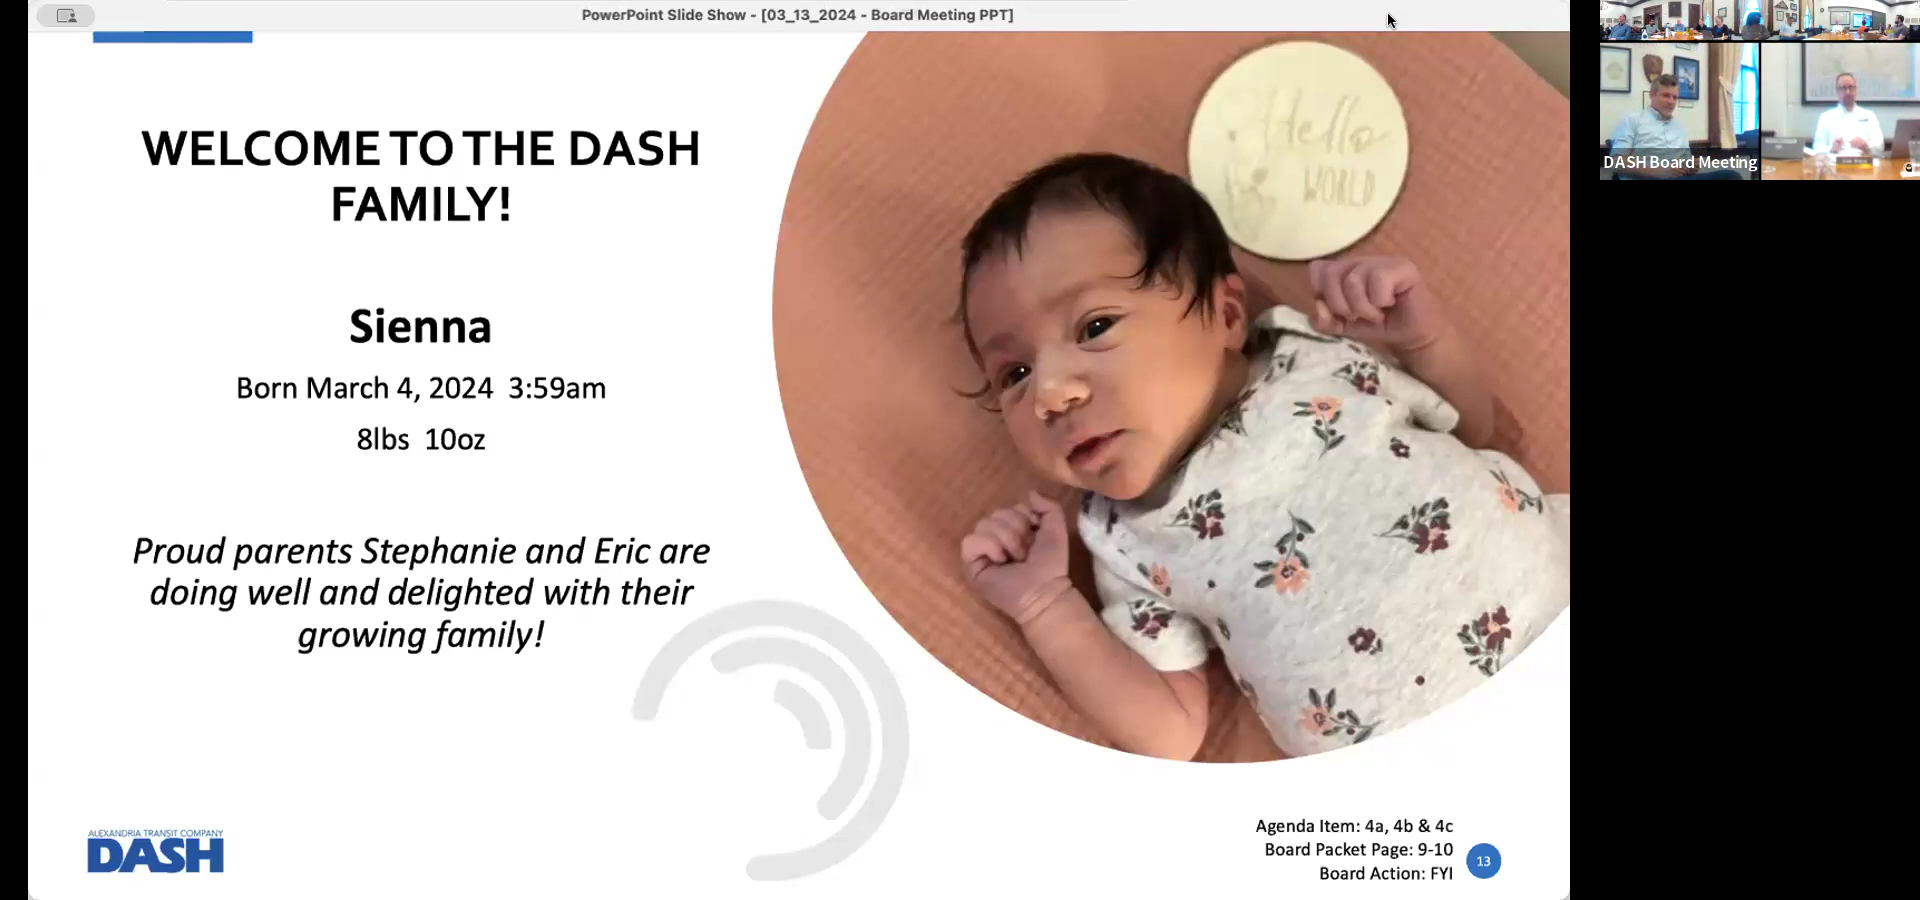 PowerPoint Slide Show - [03_13_2024 - Board Meeting PPT]
WELCOME TO THE DASH
FAMILY!
Sienna
Born March 4, 2024 3:59am
8lbs 10oz
Proud parents Stephanie and Eric are
doing well and delighted with their
growing family!
Hello
WORLD
ALEXANDRIA TRANSIT COMPANY
DASH
Agenda Item: 4a, 4b & 4c
Board Packet Page: 9-10
Board Action: FYI
13
DASH Board Meeting